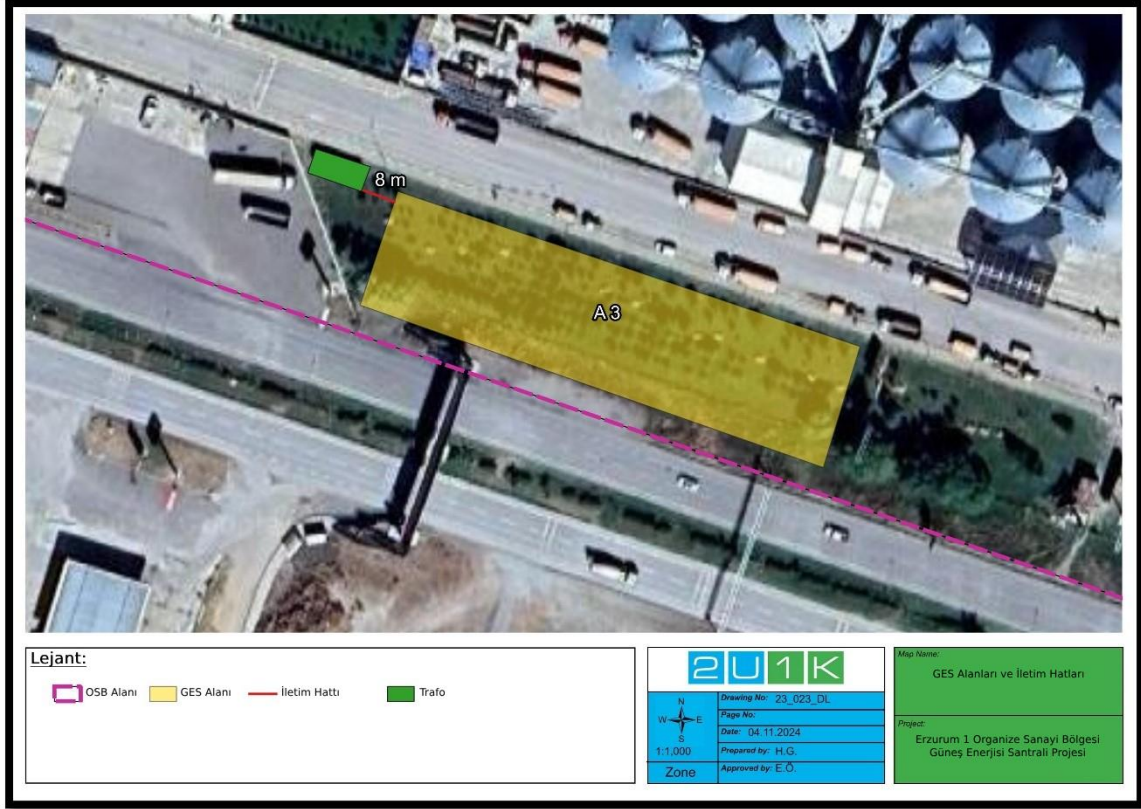 8 m
A 3
Lejant:
OSB Alanı
GES Alanı
İletim Hattı
Trafo
2U1K
N
W E
S
1:1,000
Zone
Drawing No: 23_023_DL
Page No:
Date: 04.11.2024
Prepared by: H.G.
Approved by: E.Ö.
Map Name:
GES Alanları ve İletim Hatları
Project:
Erzurum 1 Organize Sanayi Bölgesi
Güneş Enerjisi Santrali Projesi